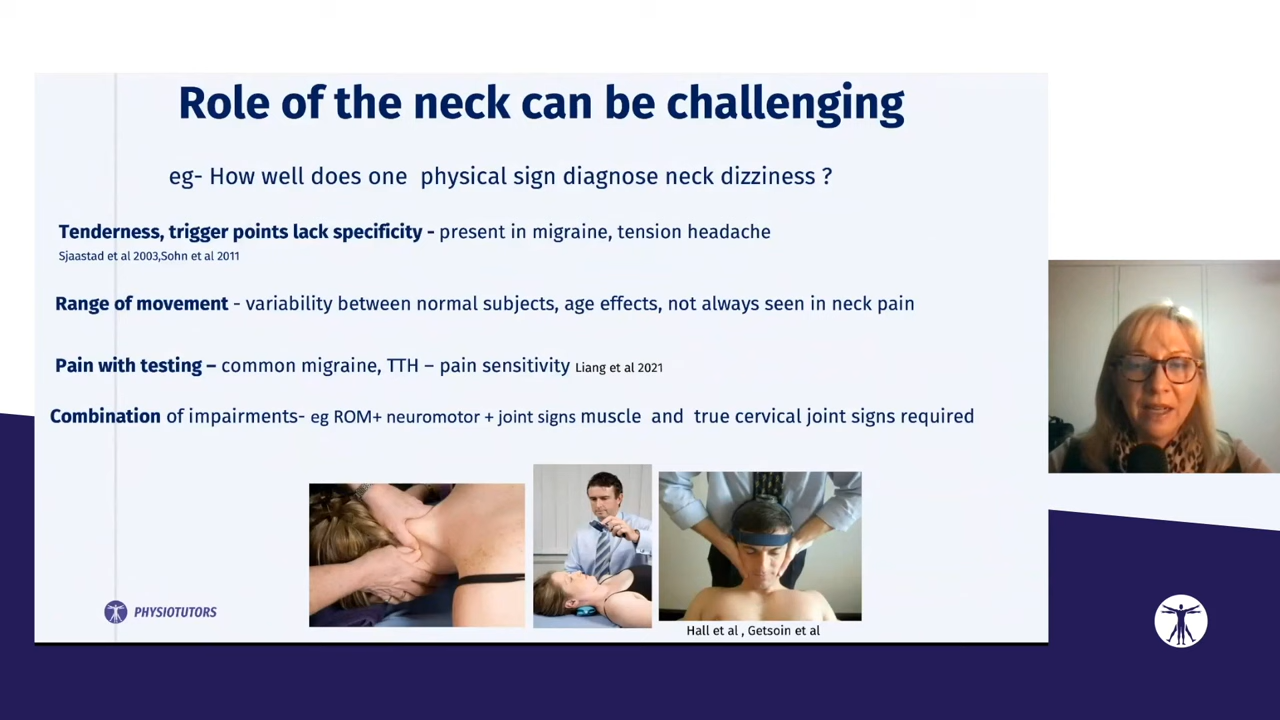 Role of the neck can be challenging
eg- How well does one physical sign diagnose neck dizziness ?
Tenderness, trigger points lack specificity - present in migraine, tension headache
Sjaastad et al 2003,Sohn et al 2011
Range of movement - variability between normal subjects, age effects, not always seen in neck pain
Pain with testing – common migraine, TTH – pain sensitivity Liang et al 2021
Combination of impairments- eg ROM+ neuromotor + joint signs muscle and true cervical joint signs required
PHYSIOTUTORS
Hall et al , Getsoin et al